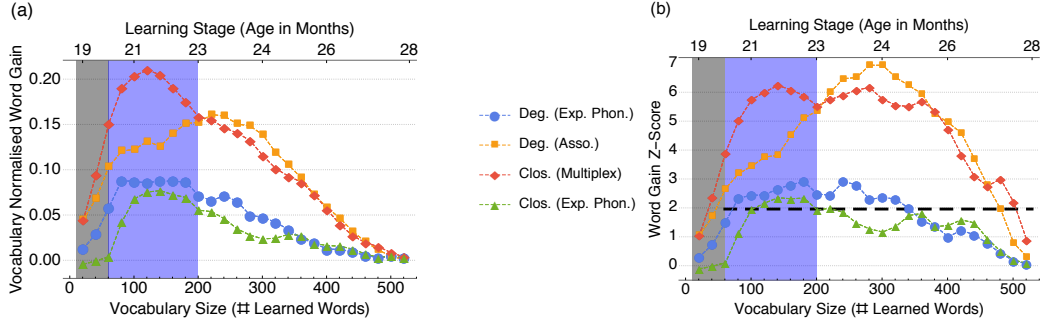 (a)
Learning Stage (Age in Months)
19 21 23 24 26 28
Vocabulary Normalised Word Gain
0.20
0.15
0.10
0.05
0.00
0 100 200 300 400 500
Vocabulary Size (# Learned Words)
Deg. (Exp. Phon.)
Deg. (Asso.)
Clos. (Multiplex)
Clos. (Exp. Phon.)
(b)
Learning Stage (Age in Months)
19 21 23 24 26 28
Word Gain Z-Score
7
6
5
4
3
2
1
0
0 100 200 300 400 500
Vocabulary Size (# Learned Words)